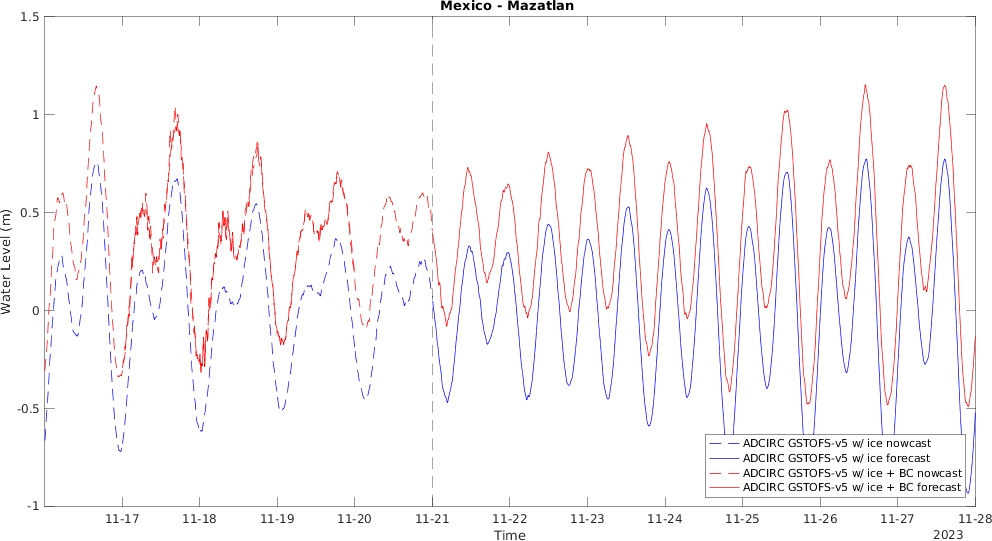 Mexico - Mazatlan
1.5
1
0.5
0
-0.5
-1
Water Level (m)
ADCIRC GSTOFS-v5 w/ ice nowcast
ADCIRC GSTOFS-v5 w/ ice forecast
ADCIRC GSTOFS-v5 w/ ice + BC nowcast
ADCIRC GSTOFS-v5 w/ ice + BC forecast
11-17 11-18 11-19 11-20 11-21 11-22 11-23 11-24 11-25 11-26 11-27 11-28
Time
2023